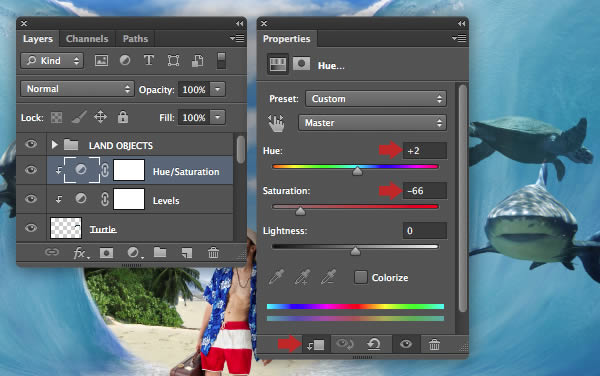 Layers Channels Paths
Kind
Normal Opacity: 100%
Lock: Fill: 100%
LAND OBJECTS
Hue/Saturation
Levels
Turtle
fx
Properties
Hue...
Preset: Custom
Master
Hue: +2
Saturation: -66
Lightness: 0
Colorize